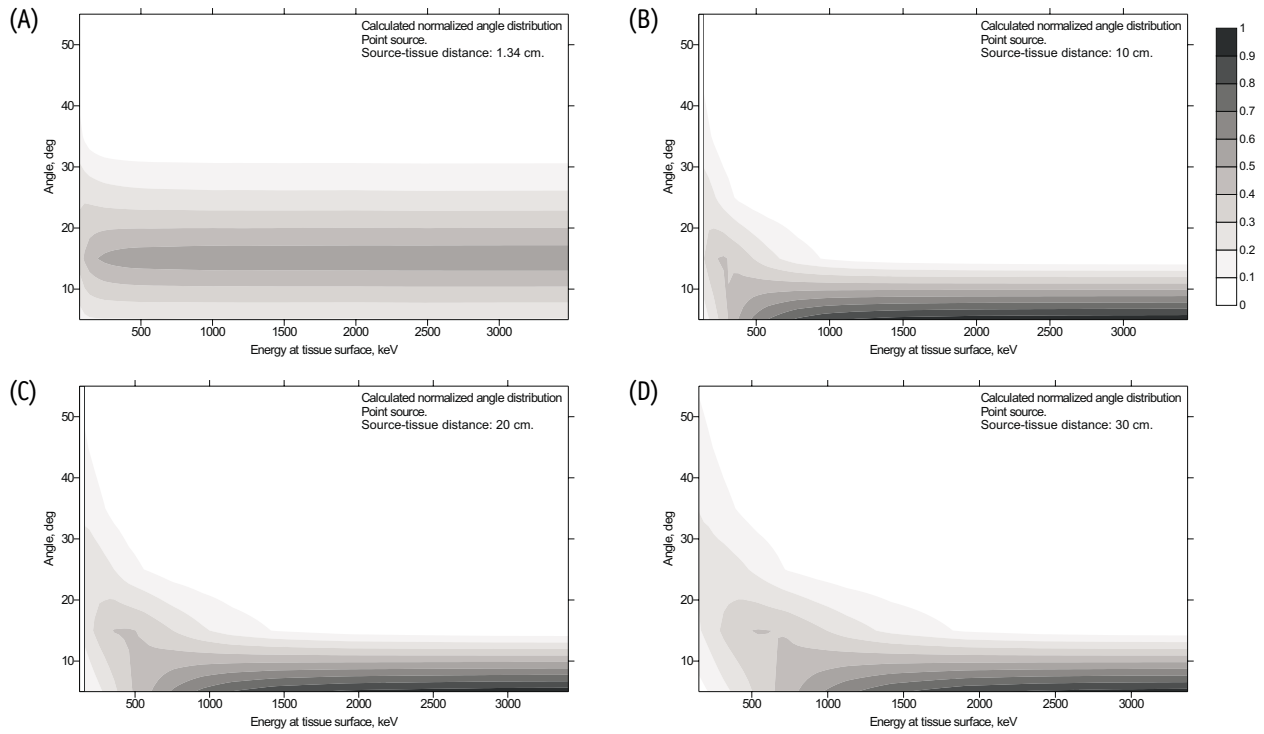 (A)
Calculated normalized angle distribution
Point source.
Source-tissue distance: 1.34 cm.
50
40
30
20
10
Angle, deg
500 1000 1500 2000 2500 3000
Energy at tissue surface, keV
(B)
Calculated normalized angle distribution
Point source.
Source-tissue distance: 10 cm.
50
40
30
20
10
Angle, deg
500 1000 1500 2000 2500 3000
Energy at tissue surface, keV
1
0.9
0.8
0.7
0.6
0.5
0.4
0.3
0.2
0.1
0
(C)
Calculated normalized angle distribution
Point source.
Source-tissue distance: 20 cm.
50
40
30
20
10
Angle, deg
500 1000 1500 2000 2500 3000
Energy at tissue surface, keV
(D)
Calculated normalized angle distribution
Point source.
Source-tissue distance: 30 cm.
50
40
30
20
10
Angle, deg
500 1000 1500 2000 2500 3000
Energy at tissue surface, keV